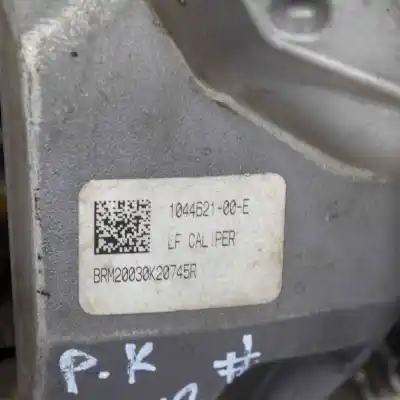 1044621-00-E
LF CALIPER
BRM20030K20745R
P.K #